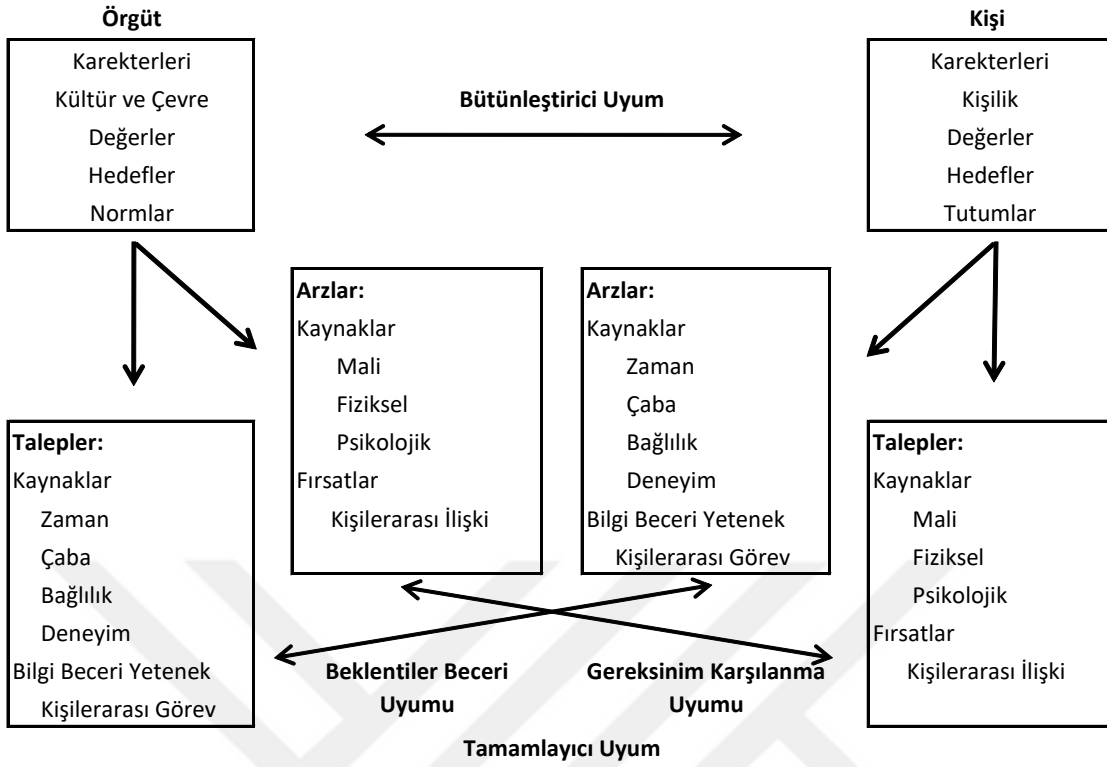 Örgüt
Karekterleri
Kültür ve Çevre
Değerler
Hedefler
Normlar
Bütünleştirici Uyum
Kişi
Karekterleri
Kişilik
Değerler
Hedefler
Tutumlar
Talepler:
Kaynaklar
Zaman
Çaba
Bağlılık
Deneyim
Bilgi Beceri Yetenek
Kişilerarası Görev
Arzlar:
Kaynaklar
Mali
Fiziksel
Psikolojik
Fırsatlar
Kişilerarası İlişki
Arzlar:
Kaynaklar
Zaman
Çaba
Bağlılık
Deneyim
Bilgi Beceri Yetenek
Kişilerarası Görev
Talepler:
Kaynaklar
Mali
Fiziksel
Psikolojik
Fırsatlar
Kişilerarası İlişki
Beklentiler Beceri
Uyumu
Gereksinim Karşılanma
Uyumu
Tamamlayıcı Uyum